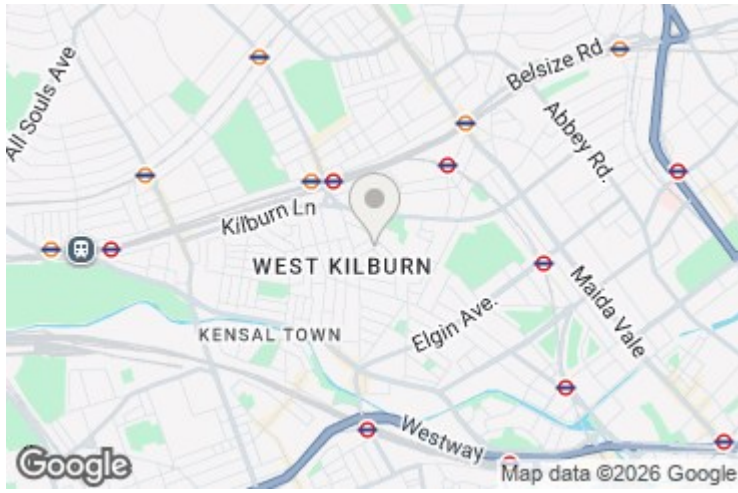 All Souls Ave
Belsize Rd
Abbey Rd.
Kilburn Ln
WEST KILBURN
KENSAL TOWN
Elgin Ave.
Maida Vale
Westway
Google
Map data ©2026 Google